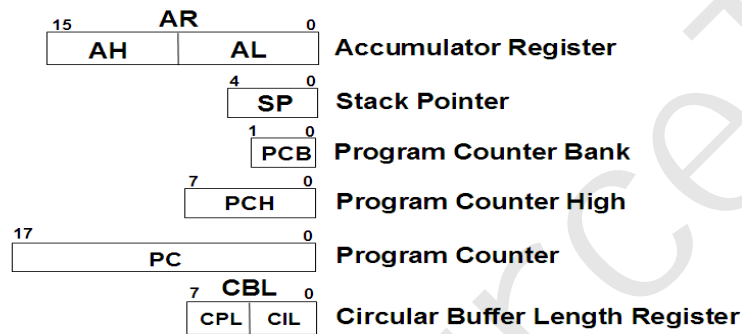 AR
15 0
AH AL Accumulator Register
4 0
SP Stack Pointer
1 0
PCB Program Counter Bank
7 0
PCH Program Counter High
17 0
PC Program Counter
7 CBL 0
CPL CIL Circular Buffer Length Register